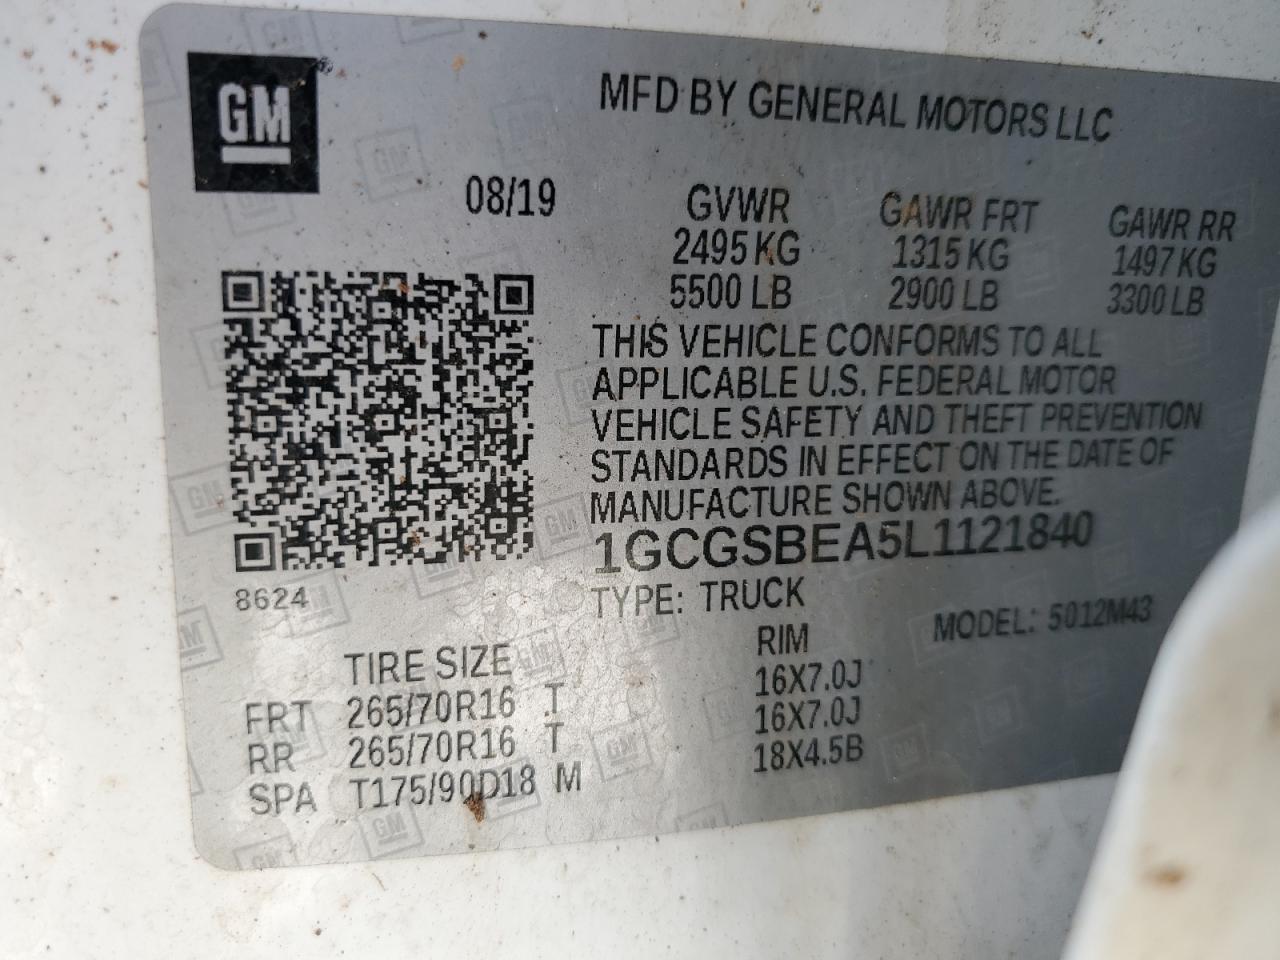 GM
MFD BY GENERAL MOTORS LLC
08/19
GVWR GAWR FRT GAWR RR
2495 KG 1315 KG 1497 KG
5500 LB 2900 LB 3300 LB
THIS VEHICLE CONFORMS TO ALL
APPLICABLE U.S. FEDERAL MOTOR
VEHICLE SAFETY AND THEFT PREVENTION
STANDARDS IN EFFECT ON THE DATE OF
MANUFACTURE SHOWN ABOVE.
1GCGSBEA5L1121840
8624
TYPE: TRUCK
MODEL: 5012M43
TIRE SIZE RIM
FRT 265/70R16 T 16X7.0J
RR 265/70R16 T 16X7.0J
SPA T175/90D18 M 18X4.5B